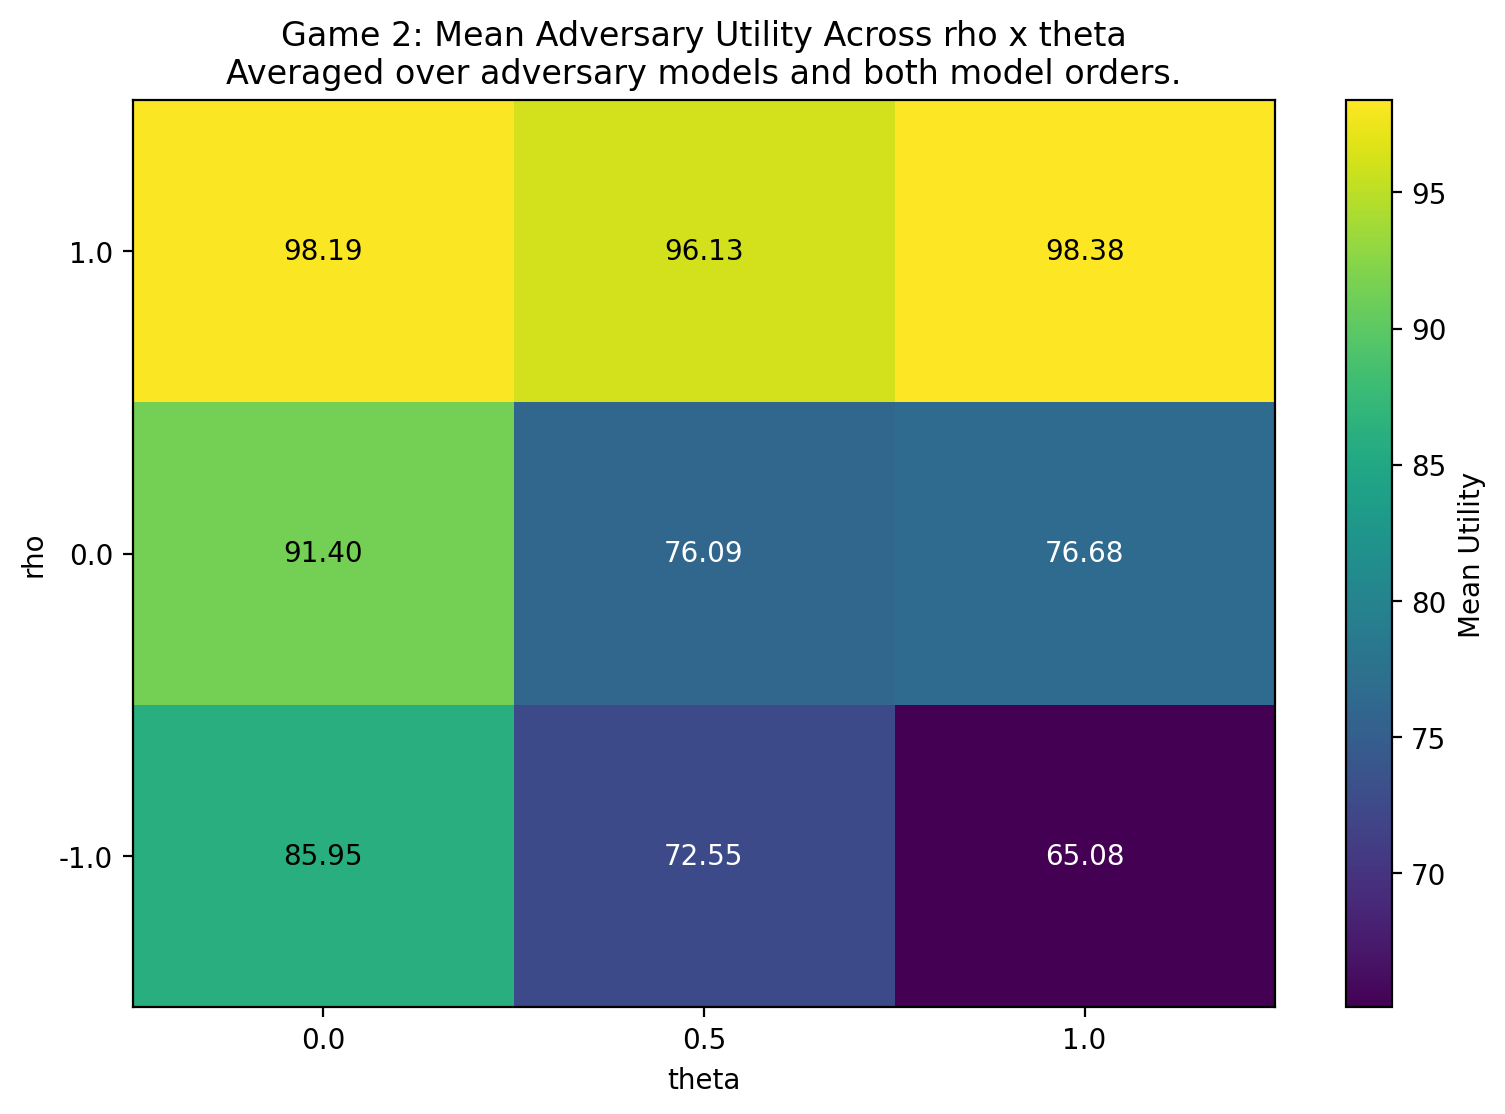 Game 2: Mean Adversary Utility Across rho x theta
Averaged over adversary models and both model orders.
98.19 96.13 98.38
91.40 76.09 76.68
85.95 72.55 65.08
1.0
0.0
-1.0
rho
0.0 0.5 1.0
theta
95
90
85
80
75
70
Mean Utility